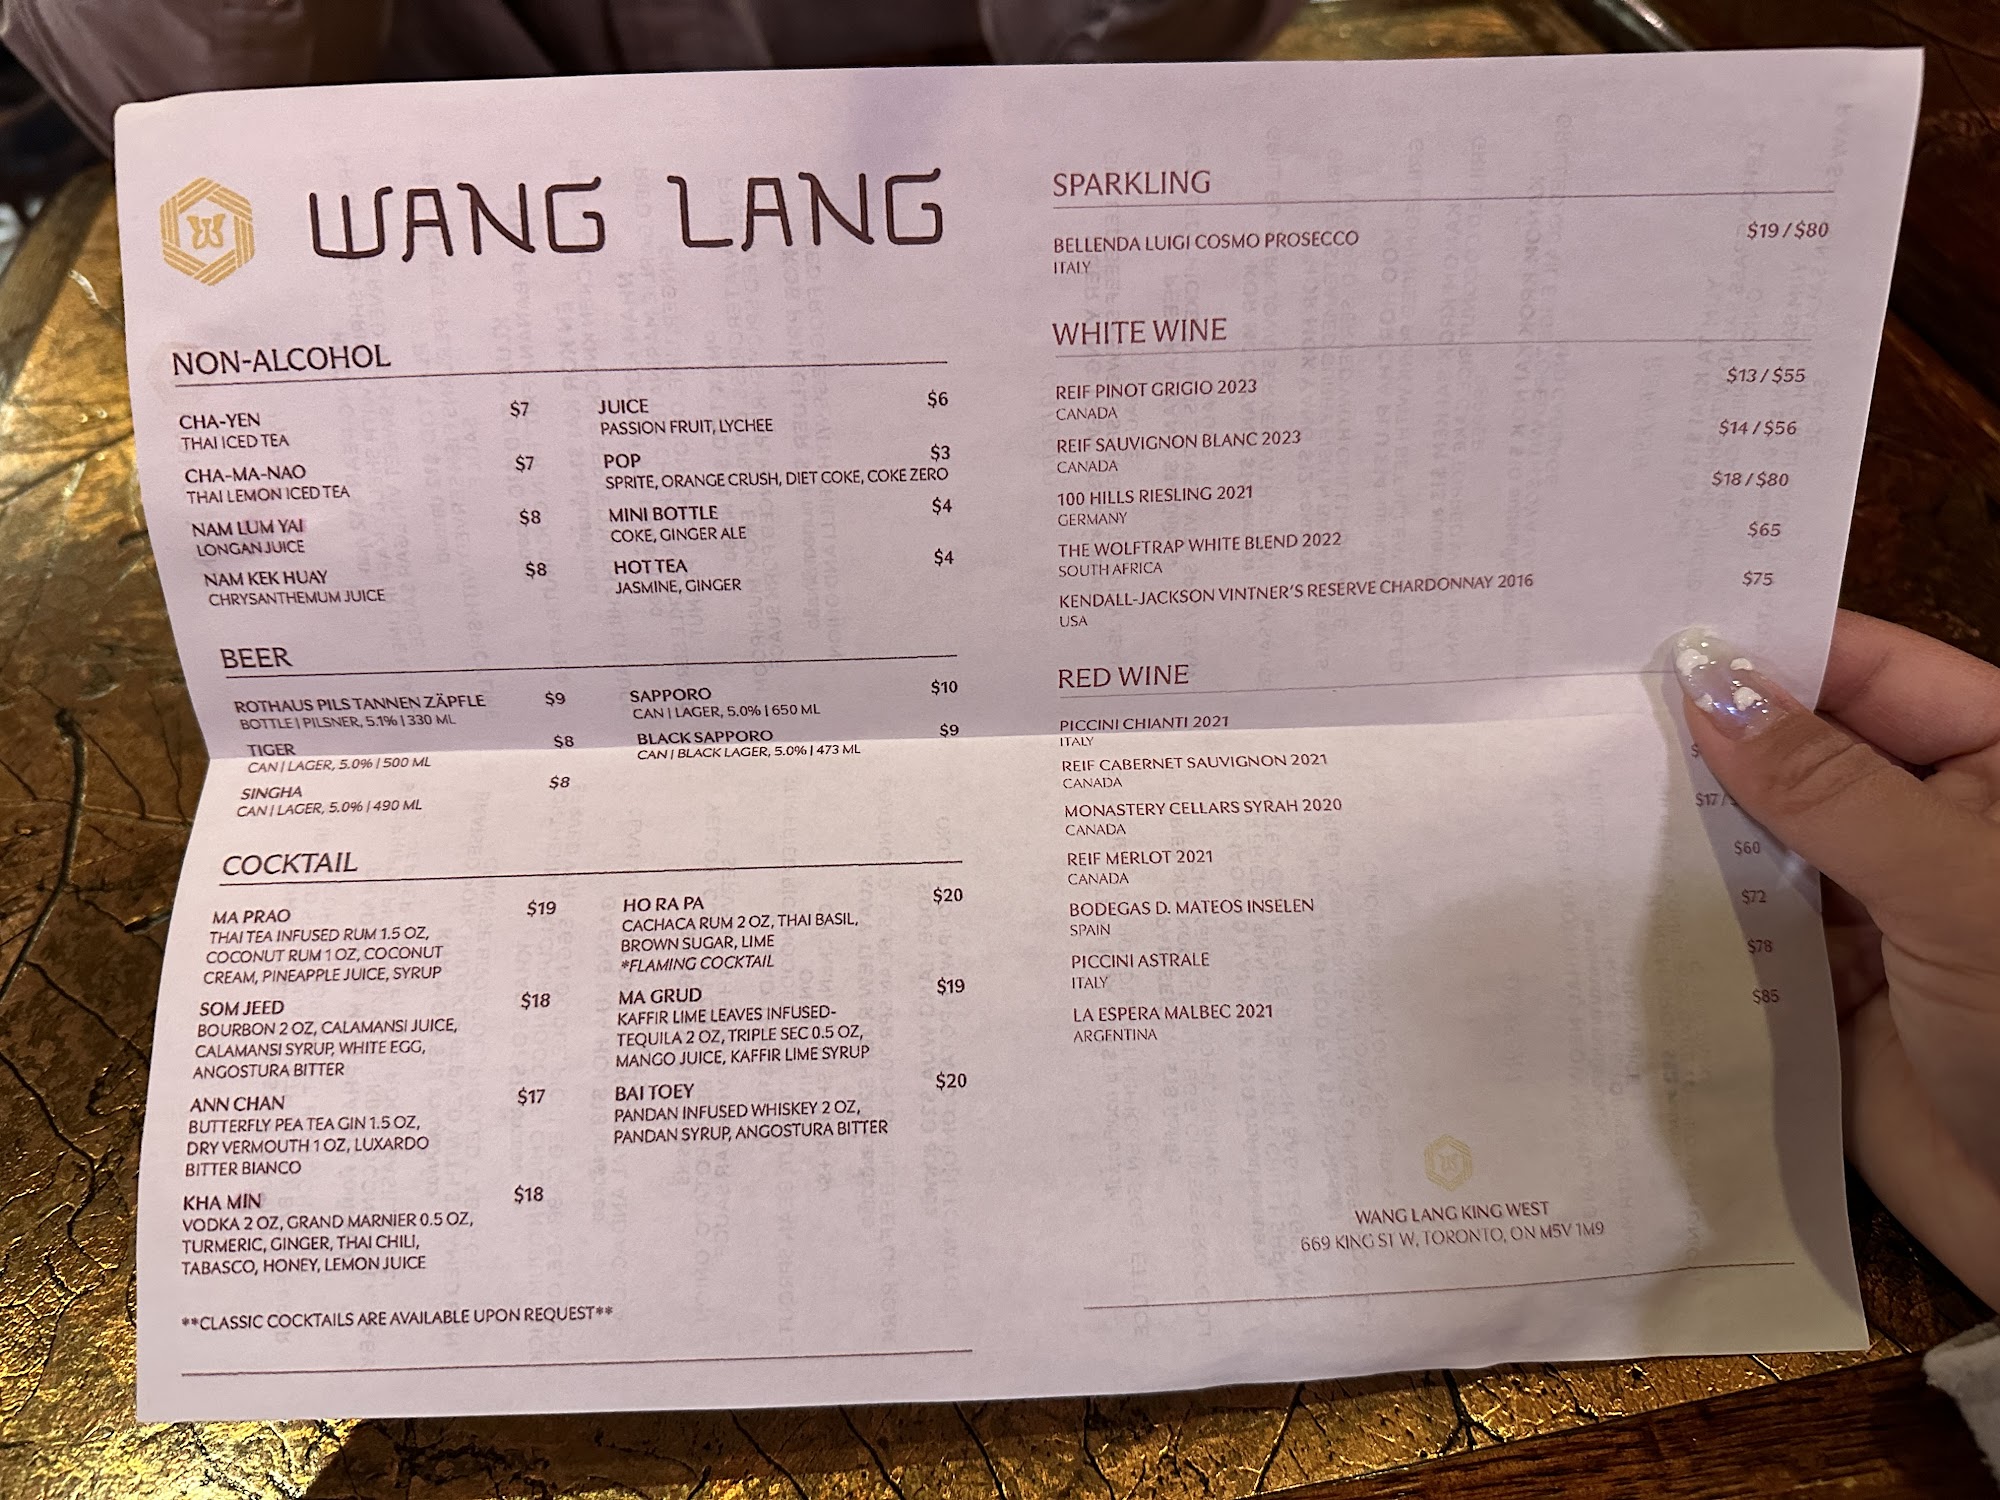 WANG LANG
NON-ALCOHOL
CHA-YEN $7
THAI ICED TEA
CHA-MA-NAO $7
THAI LEMON ICED TEA
NAM LUM YAI $8
LONGAN JUICE
NAM KEK HUAY $8
CHRYSANTHEMUM JUICE
JUICE $6
PASSION FRUIT, LYCHEE
POP $3
SPRITE, ORANGE CRUSH, DIET COKE, COKE ZERO
MINI BOTTLE $4
COKE, GINGER ALE
HOT TEA $4
JASMINE, GINGER
BEER
ROTHAUS PILS TANNEN ZÄPFLE $9
BOTTLE | PILSNER, 5.1% | 330 ML
TIGER $8
CAN | LAGER, 5.0% | 500 ML
SINGHA $8
CAN | LAGER, 5.0% | 490 ML
SAPPORO $10
CAN | LAGER, 5.0% | 650 ML
BLACK SAPPORO $9
CAN | BLACK LAGER, 5.0% | 473 ML
COCKTAIL
MA PRAO $19
THAI TEA INFUSED RUM 1.5 OZ,
COCONUT RUM 1 OZ, COCONUT
CREAM, PINEAPPLE JUICE, SYRUP
SOM JEED $18
BOURBON 2 OZ, CALAMANSI JUICE,
CALAMANSI SYRUP, WHITE EGG,
ANGOSTURA BITTER
ANN CHAN $17
BUTTERFLY PEA TEA GIN 1.5 OZ,
DRY VERMOUTH 1 OZ, LUXARDO
BITTER BIANCO
KHA MIN $18
VODKA 2 OZ, GRAND MARNIER 0.5 OZ,
TURMERIC, GINGER, THAI CHILI,
TABASCO, HONEY, LEMON JUICE
HO RA PA $20
CACHACA RUM 2 OZ, THAI BASIL,
BROWN SUGAR, LIME
*FLAMING COCKTAIL
MA GRUD $19
KAFFIR LIME LEAVES INFUSED-
TEQUILA 2 OZ, TRIPLE SEC 0.5 OZ,
MANGO JUICE, KAFFIR LIME SYRUP
BAI TOEY $20
PANDAN INFUSED WHISKEY 2 OZ,
PANDAN SYRUP, ANGOSTURA BITTER
**CLASSIC COCKTAILS ARE AVAILABLE UPON REQUEST**
SPARKLING
BELLENDA LUIGI COSMO PROSECCO $19 / $80
ITALY
WHITE WINE
REIF PINOT GRIGIO 2023 $13 / $55
CANADA
REIF SAUVIGNON BLANC 2023 $14 / $56
CANADA
100 HILLS RIESLING 2021 $18 / $80
GERMANY
THE WOLFTRAP WHITE BLEND 2022 $65
SOUTH AFRICA
KENDALL-JACKSON VINTNER'S RESERVE CHARDONNAY 2016 $75
USA
RED WINE
PICCINI CHIANTI 2021
ITALY
REIF CABERNET SAUVIGNON 2021
CANADA
MONASTERY CELLARS SYRAH 2020 $17 /
CANADA
REIF MERLOT 2021 $60
CANADA
BODEGAS D. MATEOS INSELEN $72
SPAIN
PICCINI ASTRALE $78
ITALY
LA ESPERA MALBEC 2021 $85
ARGENTINA
WANG LANG KING WEST
669 KING ST W, TORONTO, ON M5V 1M9